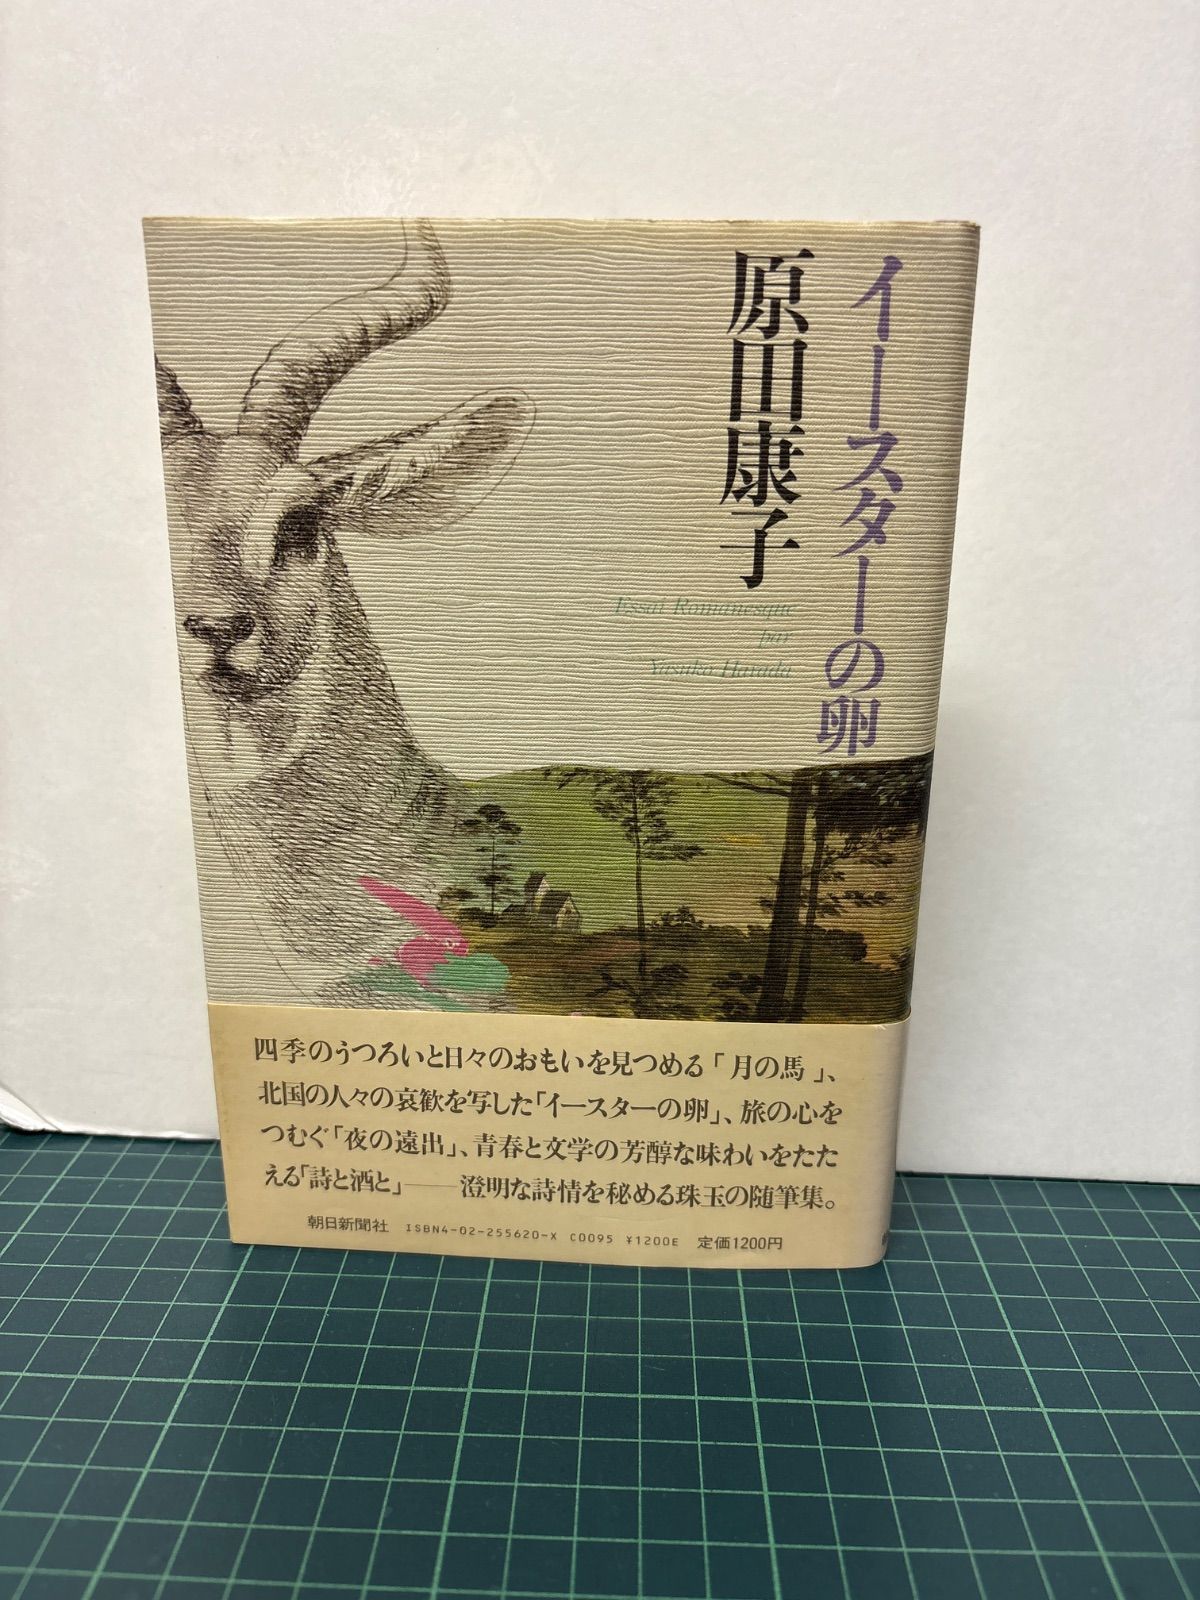 イースターの卵
原田康子
Essai Romanesque
par
Yasuko Harada
四季のうつろいと日々のおもいを見つめる「月の馬」、
北国の人々の哀歓を写した「イースターの卵」、旅の心を
つむぐ「夜の遠出」、青春と文学の芳醇な味わいをたた
える「詩と酒と」――澄明な詩情を秘める珠玉の随筆集。
朝日新聞社 ISBN4-02-255620-X C0095 ¥1200E 定価1200円